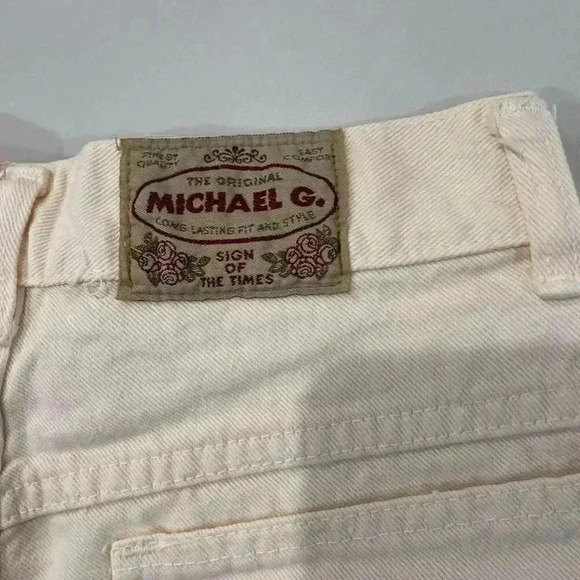 FINEST QUALITY
EASY COMFORT
THE ORIGINAL
MICHAEL G.
LONG LASTING FIT AND STYLE
SIGN
OF
THE TIMES